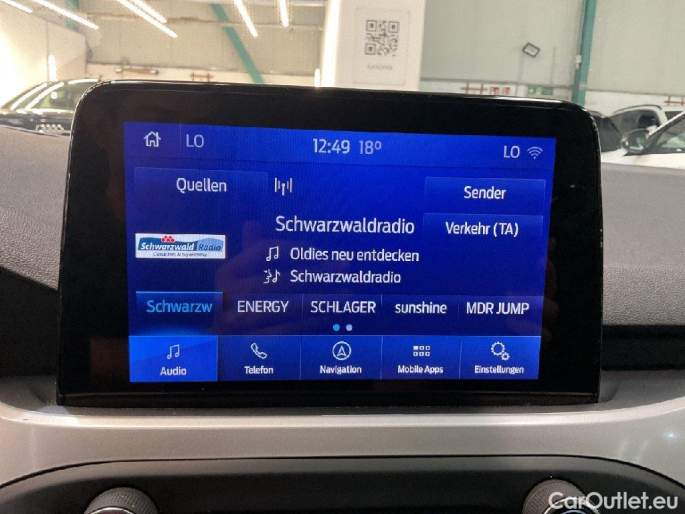 LO 12:49 18° LO
Quellen
Sender
Schwarzwaldradio
Verkehr (TA)
Schwarzwald Radio
Oldies neu entdecken
Schwarzwaldradio
Schwarzw ENERGY SCHLAGER sunshine MDR JUMP
Audio Telefon Navigation Mobile Apps Einstellungen
CarOutlet.eu